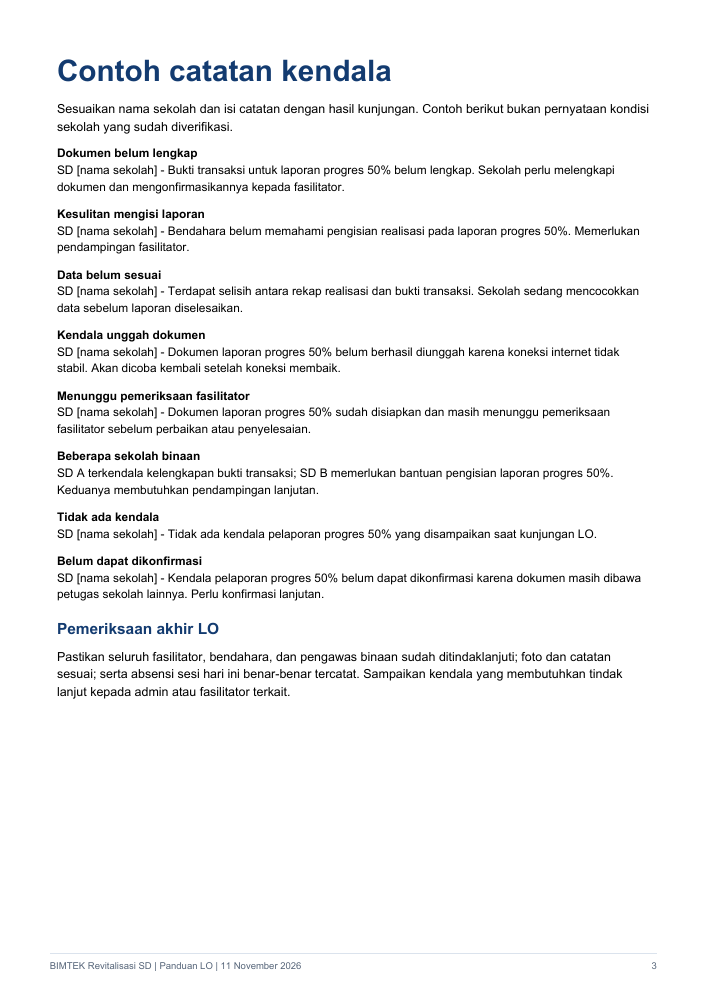 Contoh catatan kendala
Sesuaikan nama sekolah dan isi catatan dengan hasil kunjungan. Contoh berikut bukan pernyataan kondisi
sekolah yang sudah diverifikasi.
Dokumen belum lengkap
SD [nama sekolah] - Bukti transaksi untuk laporan progres 50% belum lengkap. Sekolah perlu melengkapi
dokumen dan mengonfirmasikannya kepada fasilitator.
Kesulitan mengisi laporan
SD [nama sekolah] - Bendahara belum memahami pengisian realisasi pada laporan progres 50%. Memerlukan
pendampingan fasilitator.
Data belum sesuai
SD [nama sekolah] - Terdapat selisih antara rekap realisasi dan bukti transaksi. Sekolah sedang mencocokkan
data sebelum laporan diselesaikan.
Kendala unggah dokumen
SD [nama sekolah] - Dokumen laporan progres 50% belum berhasil diunggah karena koneksi internet tidak
stabil. Akan dicoba kembali setelah koneksi membaik.
Menunggu pemeriksaan fasilitator
SD [nama sekolah] - Dokumen laporan progres 50% sudah disiapkan dan masih menunggu pemeriksaan
fasilitator sebelum perbaikan atau penyelesaian.
Beberapa sekolah binaan
SD A terkendala kelengkapan bukti transaksi; SD B memerlukan bantuan pengisian laporan progres 50%.
Keduanya membutuhkan pendampingan lanjutan.
Tidak ada kendala
SD [nama sekolah] - Tidak ada kendala pelaporan progres 50% yang disampaikan saat kunjungan LO.
Belum dapat dikonfirmasi
SD [nama sekolah] - Kendala pelaporan progres 50% belum dapat dikonfirmasi karena dokumen masih dibawa
petugas sekolah lainnya. Perlu konfirmasi lanjutan.
Pemeriksaan akhir LO
Pastikan seluruh fasilitator, bendahara, dan pengawas binaan sudah ditindaklanjuti; foto dan catatan
sesuai; serta absensi sesi hari ini benar-benar tercatat. Sampaikan kendala yang membutuhkan tindak
lanjut kepada admin atau fasilitator terkait.
BIMTEK Revitalisasi SD | Panduan LO | 11 November 2026
3